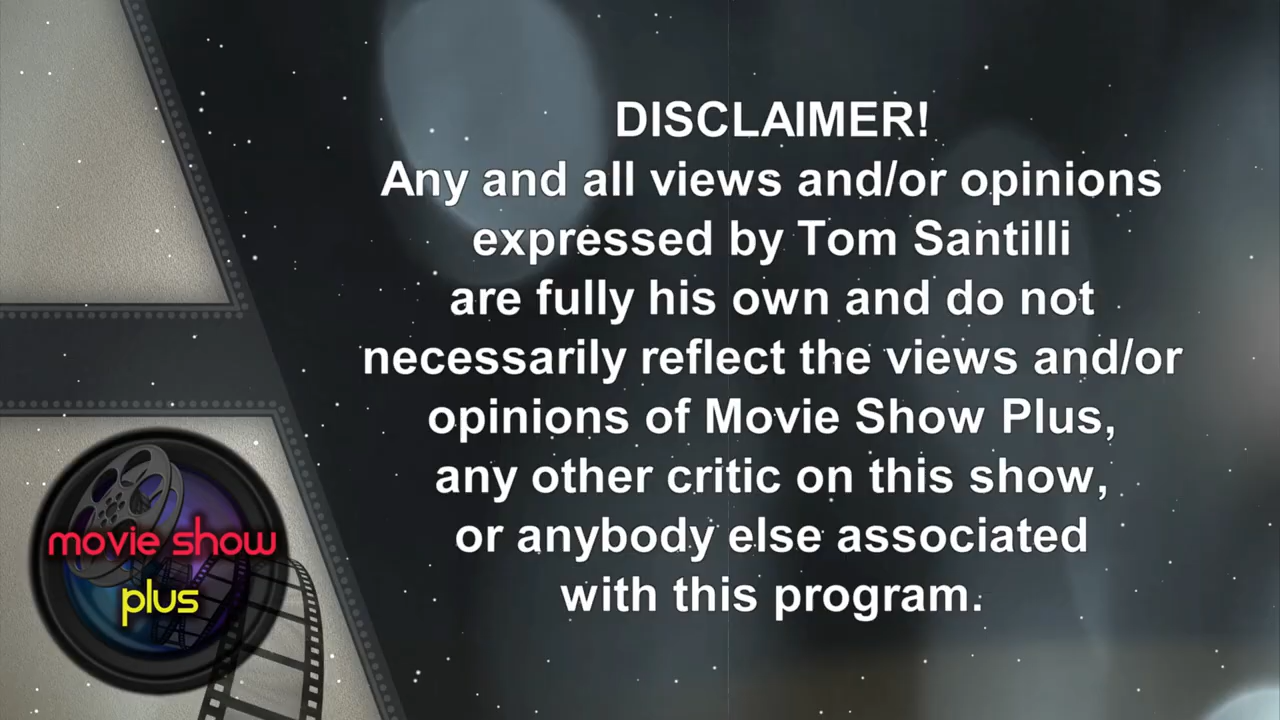 DISCLAIMER!
Any and all views and/or opinions
expressed by Tom Santilli
are fully his own and do not
necessarily reflect the views and/or
opinions of Movie Show Plus,
any other critic on this show,
or anybody else associated
with this program.
movie show
plus